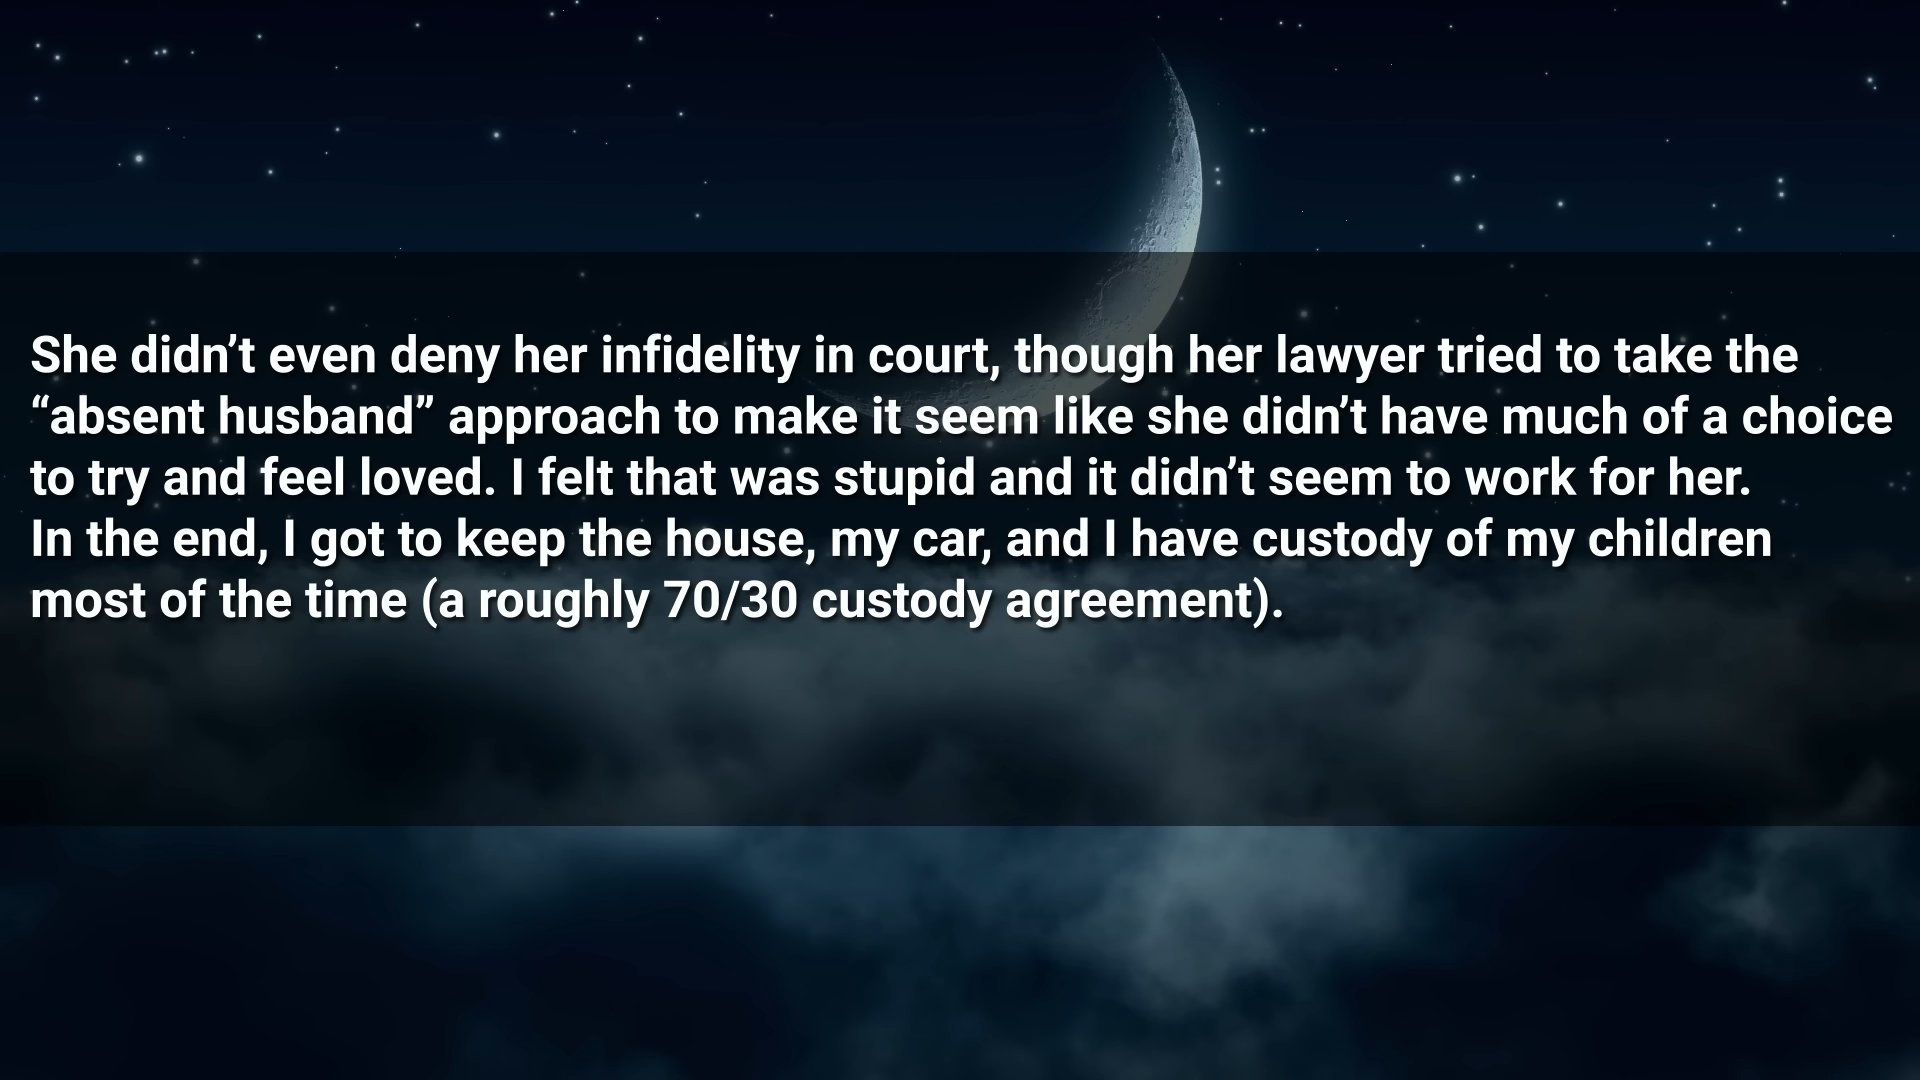 She didn’t even deny her infidelity in court, though her lawyer tried to take the
“absent husband” approach to make it seem like she didn’t have much of a choice
to try and feel loved. I felt that was stupid and it didn’t seem to work for her.
In the end, I got to keep the house, my car, and I have custody of my children
most of the time (a roughly 70/30 custody agreement).